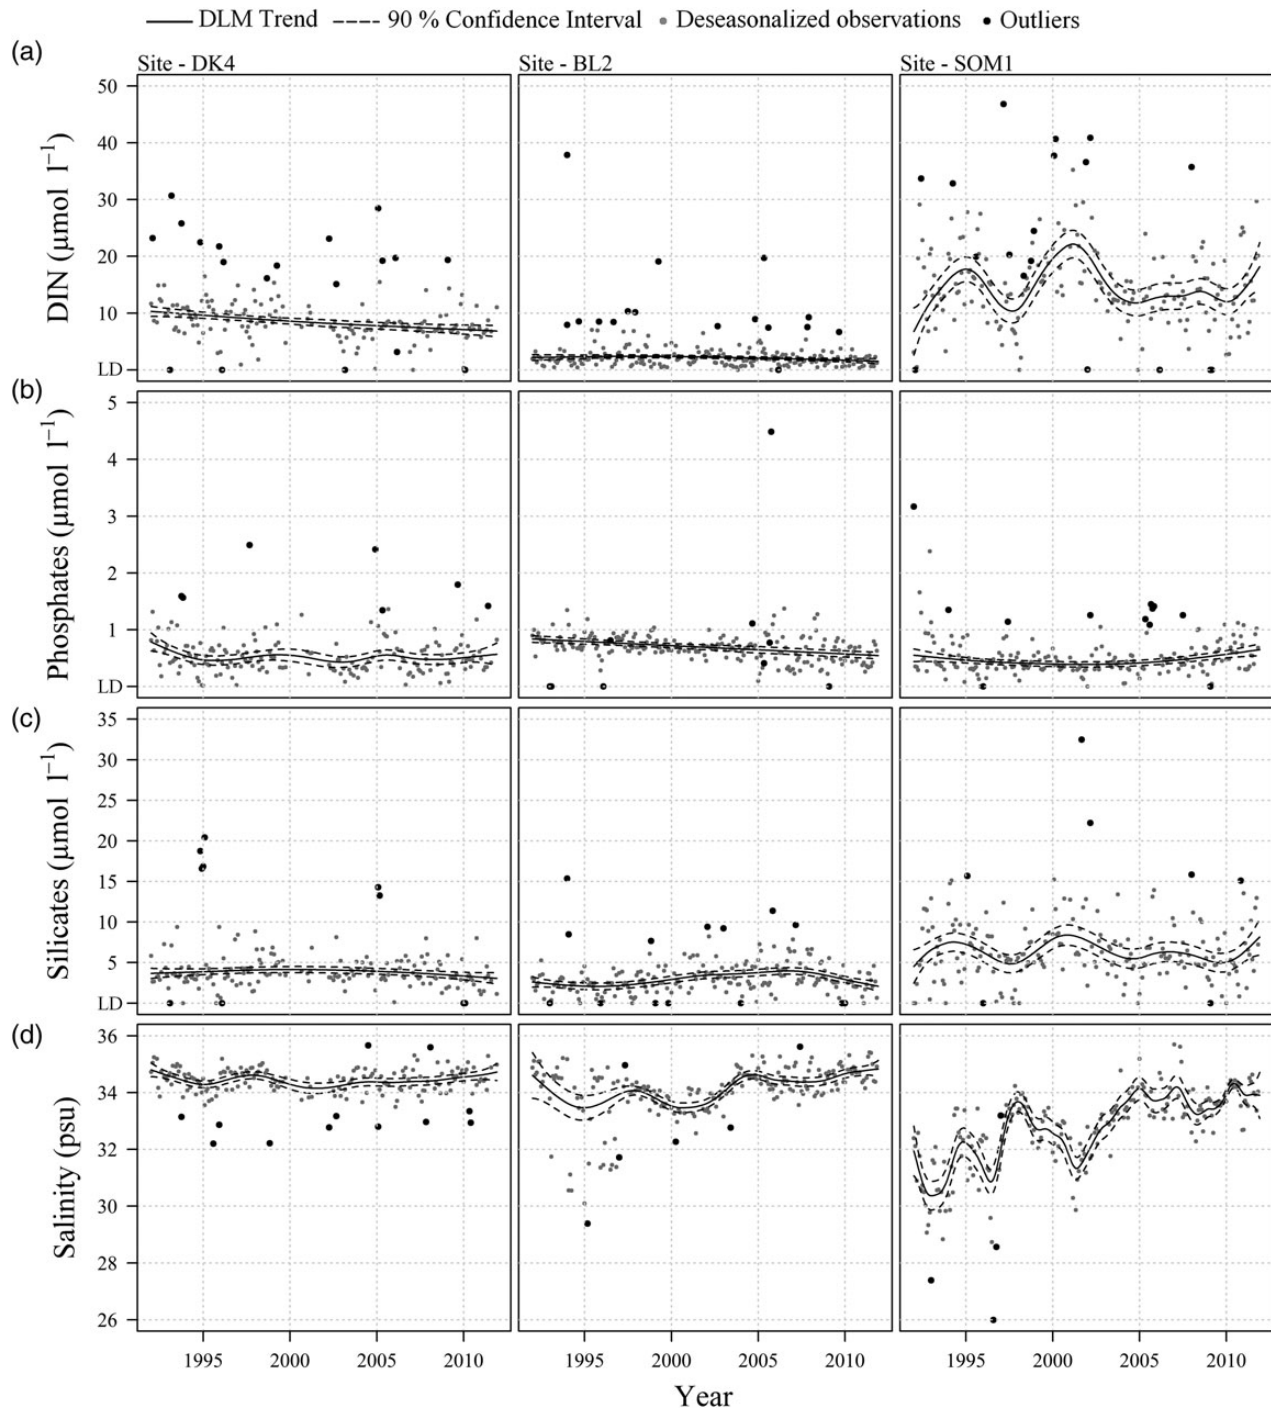 DLM Trend 90 % Confidence Interval Deseasonalized observations Outliers
(a)
Site - DK4 Site - BL2 Site - SOM1
DIN (μmol l⁻¹)
50
40
30
20
10
LD
(b)
Phosphates (μmol l⁻¹)
5
4
3
2
1
LD
(c)
Silicates (μmol l⁻¹)
35
30
25
20
15
10
5
LD
(d)
Salinity (psu)
36
34
32
30
28
26
1995 2000 2005 2010 1995 2000 2005 2010 1995 2000 2005 2010
Year